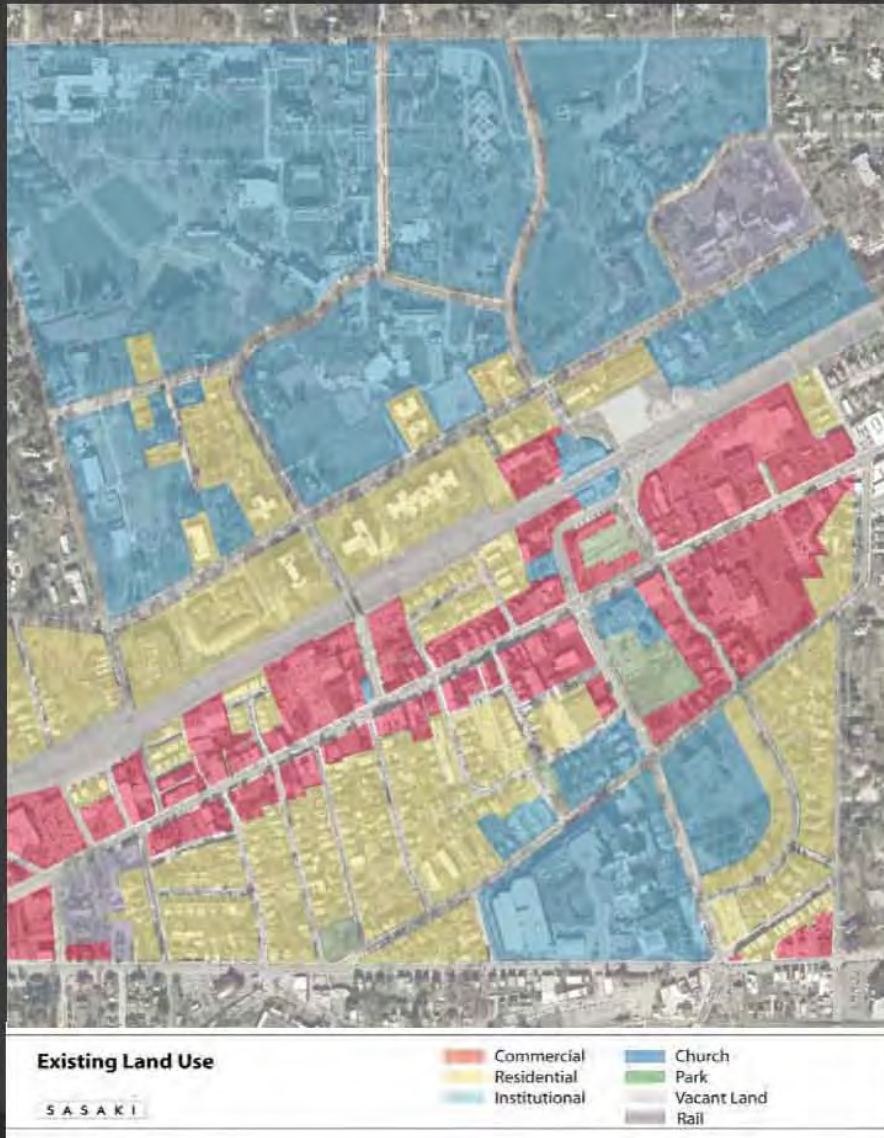 Existing Land Use
SASAKI
Commercial
Residential
Institutional
Church
Park
Vacant Land
Rail